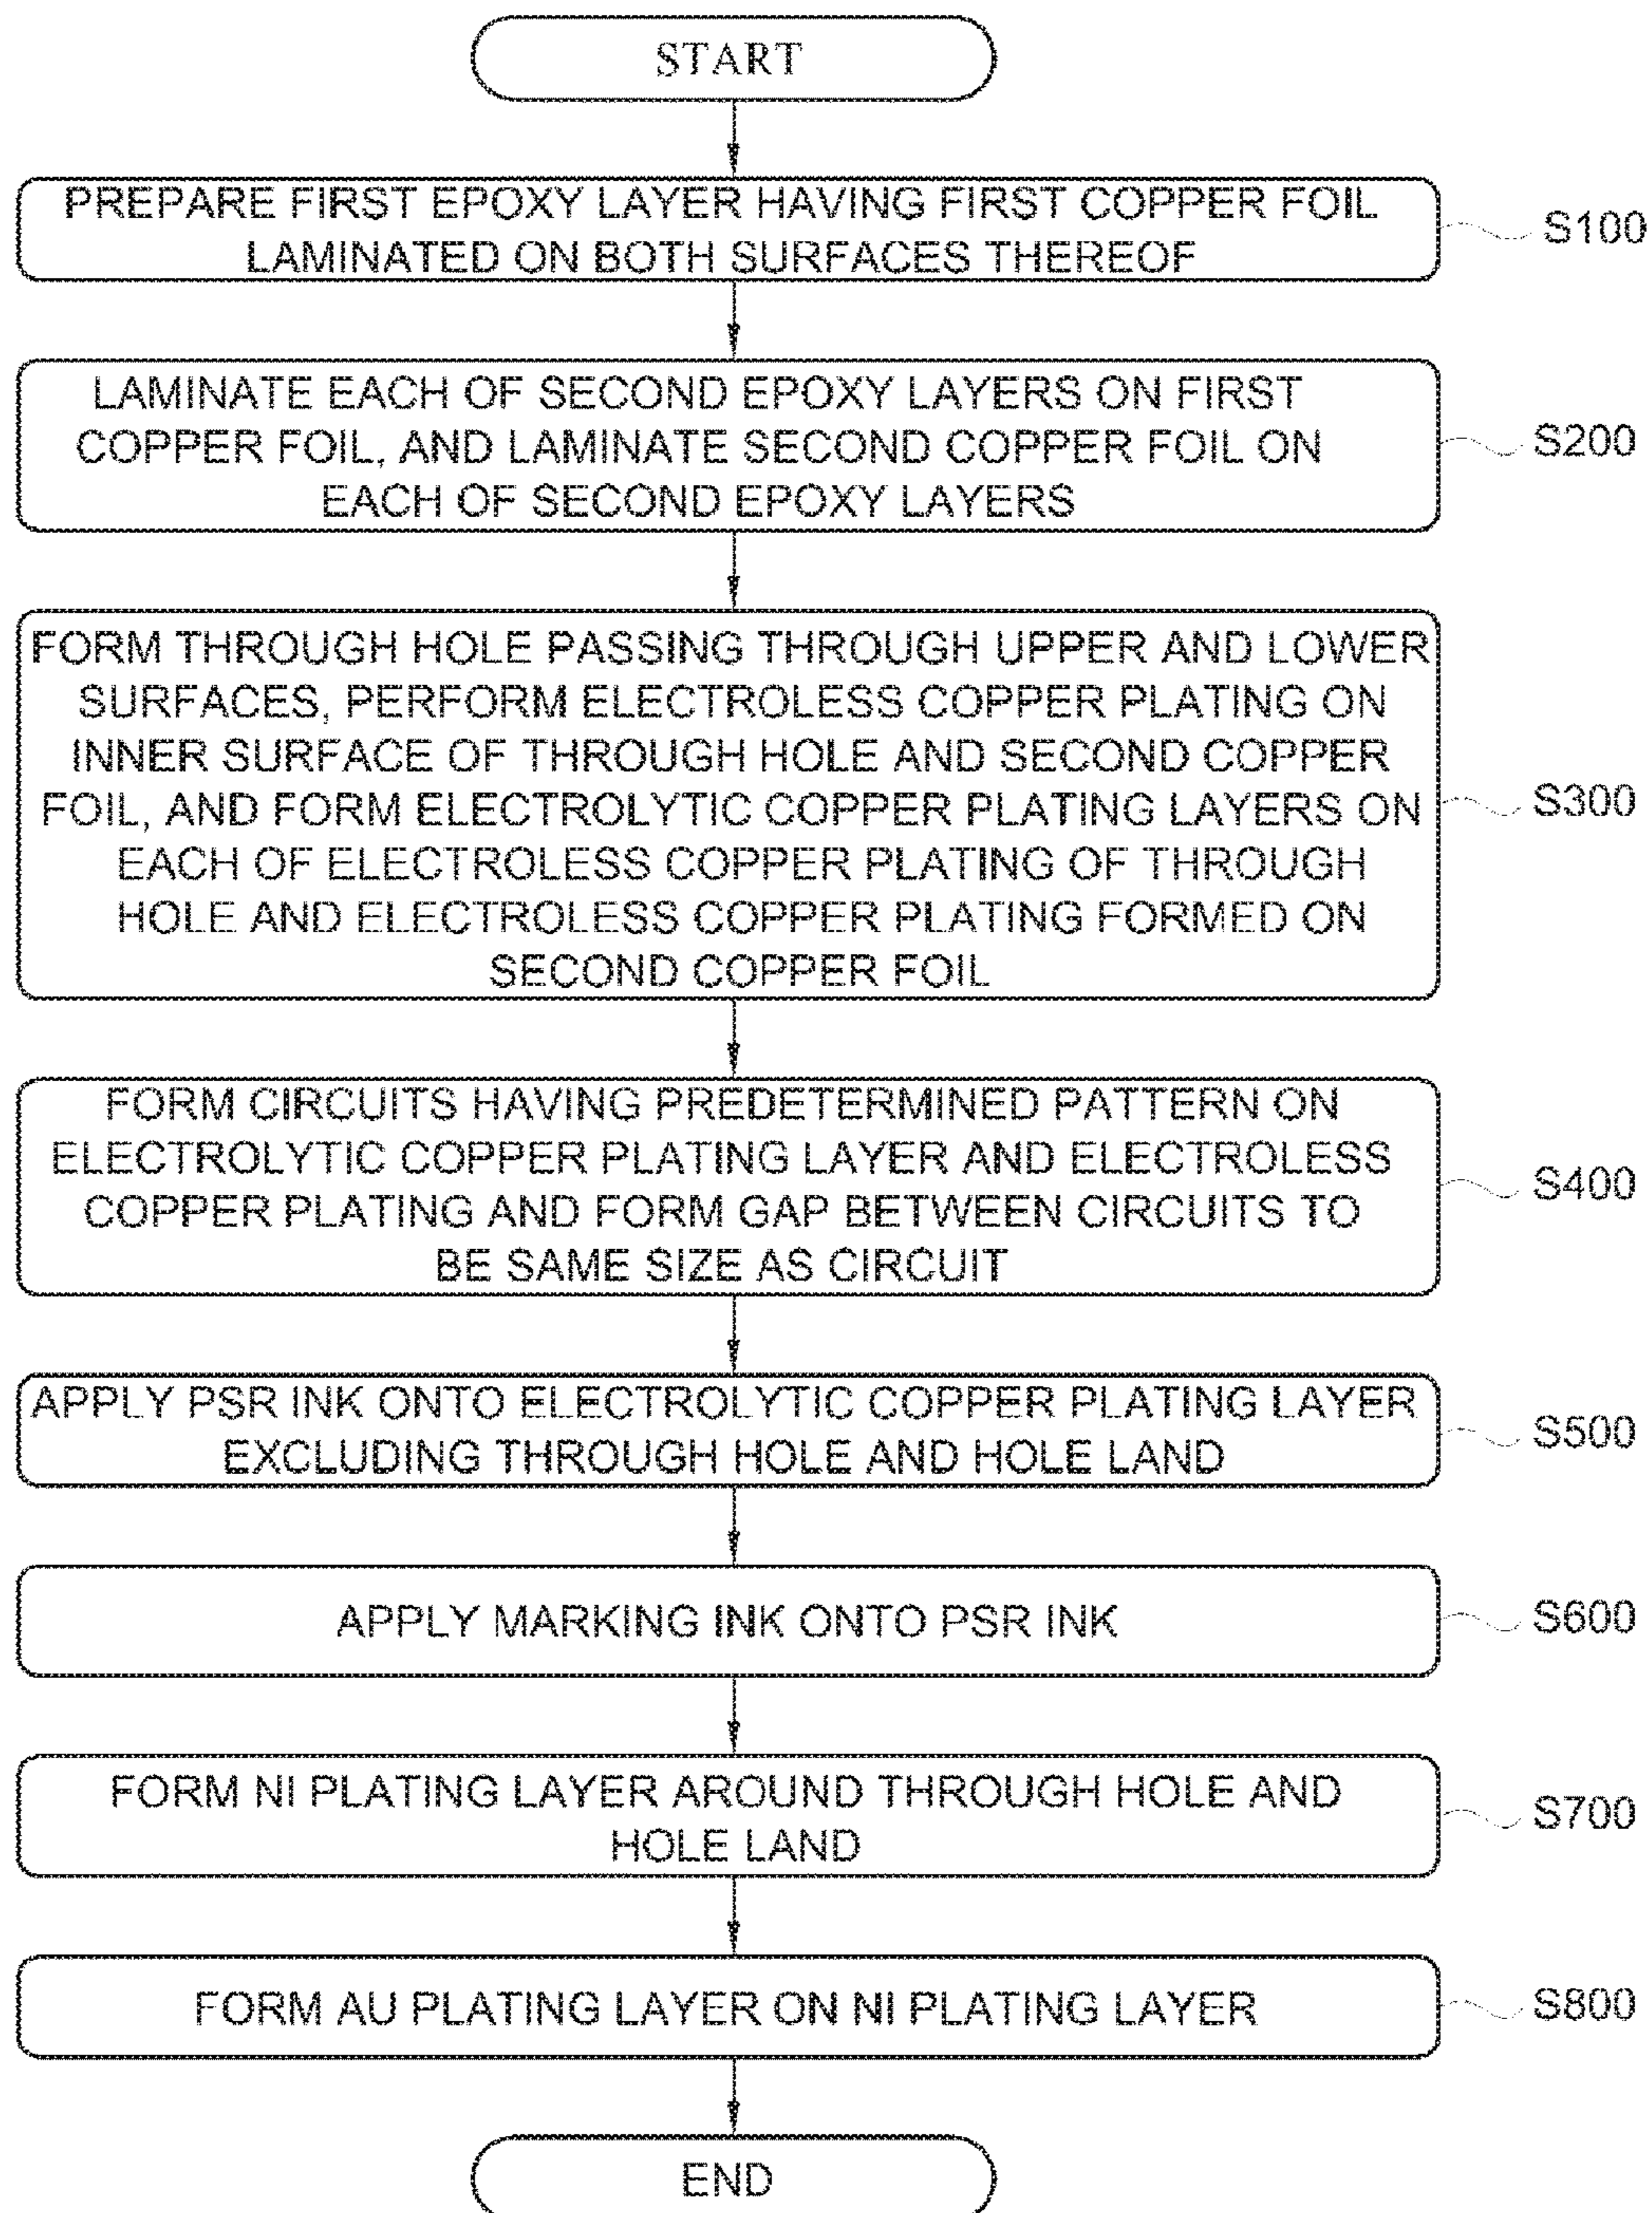 START
PREPARE FIRST EPOXY LAYER HAVING FIRST COPPER FOIL
LAMINATED ON BOTH SURFACES THEREOF
S100
LAMINATE EACH OF SECOND EPOXY LAYERS ON FIRST
COPPER FOIL, AND LAMINATE SECOND COPPER FOIL ON
EACH OF SECOND EPOXY LAYERS
S200
FORM THROUGH HOLE PASSING THROUGH UPPER AND LOWER
SURFACES, PERFORM ELECTROLESS COPPER PLATING ON
INNER SURFACE OF THROUGH HOLE AND SECOND COPPER
FOIL, AND FORM ELECTROLYTIC COPPER PLATING LAYERS ON
EACH OF ELECTROLESS COPPER PLATING OF THROUGH
HOLE AND ELECTROLESS COPPER PLATING FORMED ON
SECOND COPPER FOIL
S300
FORM CIRCUITS HAVING PREDETERMINED PATTERN ON
ELECTROLYTIC COPPER PLATING LAYER AND ELECTROLESS
COPPER PLATING AND FORM GAP BETWEEN CIRCUITS TO
BE SAME SIZE AS CIRCUIT
S400
APPLY PSR INK ONTO ELECTROLYTIC COPPER PLATING LAYER
EXCLUDING THROUGH HOLE AND HOLE LAND
S500
APPLY MARKING INK ONTO PSR INK
S600
FORM NI PLATING LAYER AROUND THROUGH HOLE AND
HOLE LAND
S700
FORM AU PLATING LAYER ON NI PLATING LAYER
S800
END